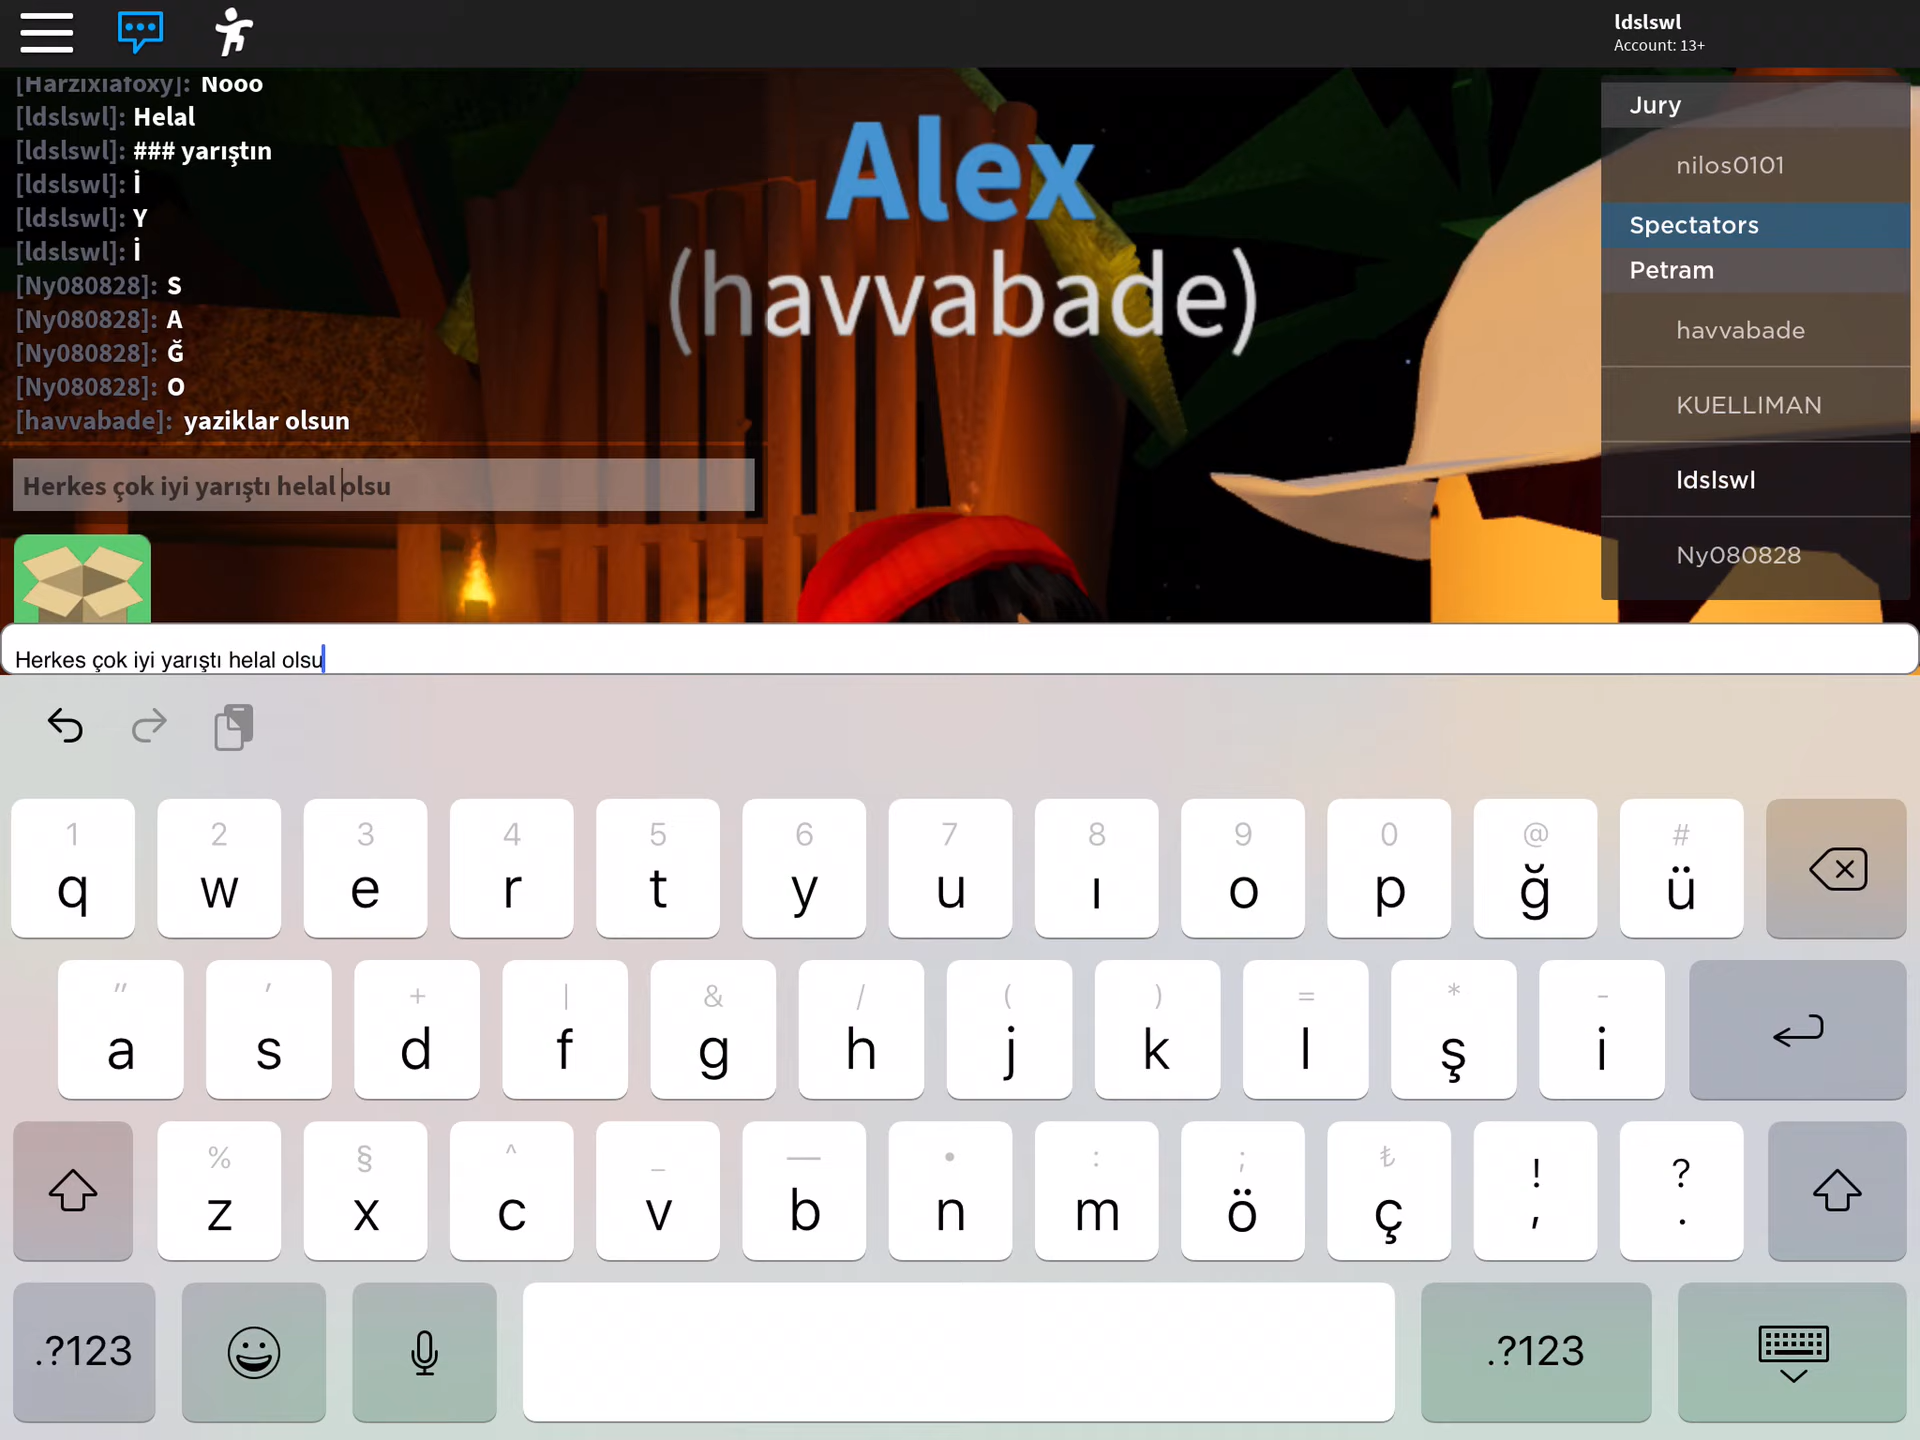 ldslswl
Account: 13+
[Harzixiafoxy]: Nooo
[ldslswl]: Helal
[ldslswl]: ### yarıştın
[ldslswl]: İ
[ldslswl]: Y
[ldslswl]: İ
[Ny080828]: S
[Ny080828]: A
[Ny080828]: Ğ
[Ny080828]: O
[havvabade]: yaziklar olsun
Herkes çok iyi yarıştı helal olsu
Alex
(havvabade)
Jury
nilos0101
Spectators
Petram
havvabade
KUELLIMAN
ldslswl
Ny080828
Herkes çok iyi yarıştı helal olsu
1 2 3 4 5 6 7 8 9 0 @ #
q w e r t y u ı o p ğ ü
" ' + | & / ( ) = * -
a s d f g h j k l ş i
% § ^ _ — • : ; ₺ ! ?
z x c v b n m ö ç , .
.?123 .?123